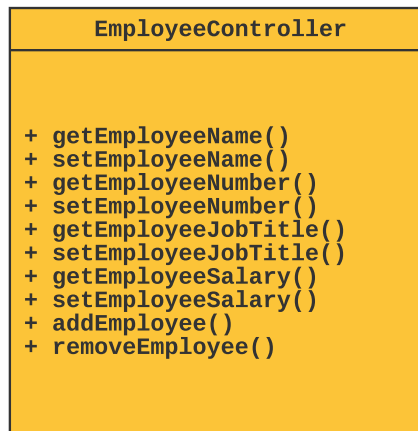 EmployeeController
+ getEmployeeName()
+ setEmployeeName()
+ getEmployeeNumber()
+ setEmployeeNumber()
+ getEmployeeJobTitle()
+ setEmployeeJobTitle()
+ getEmployeeSalary()
+ setEmployeeSalary()
+ addEmployee()
+ removeEmployee()